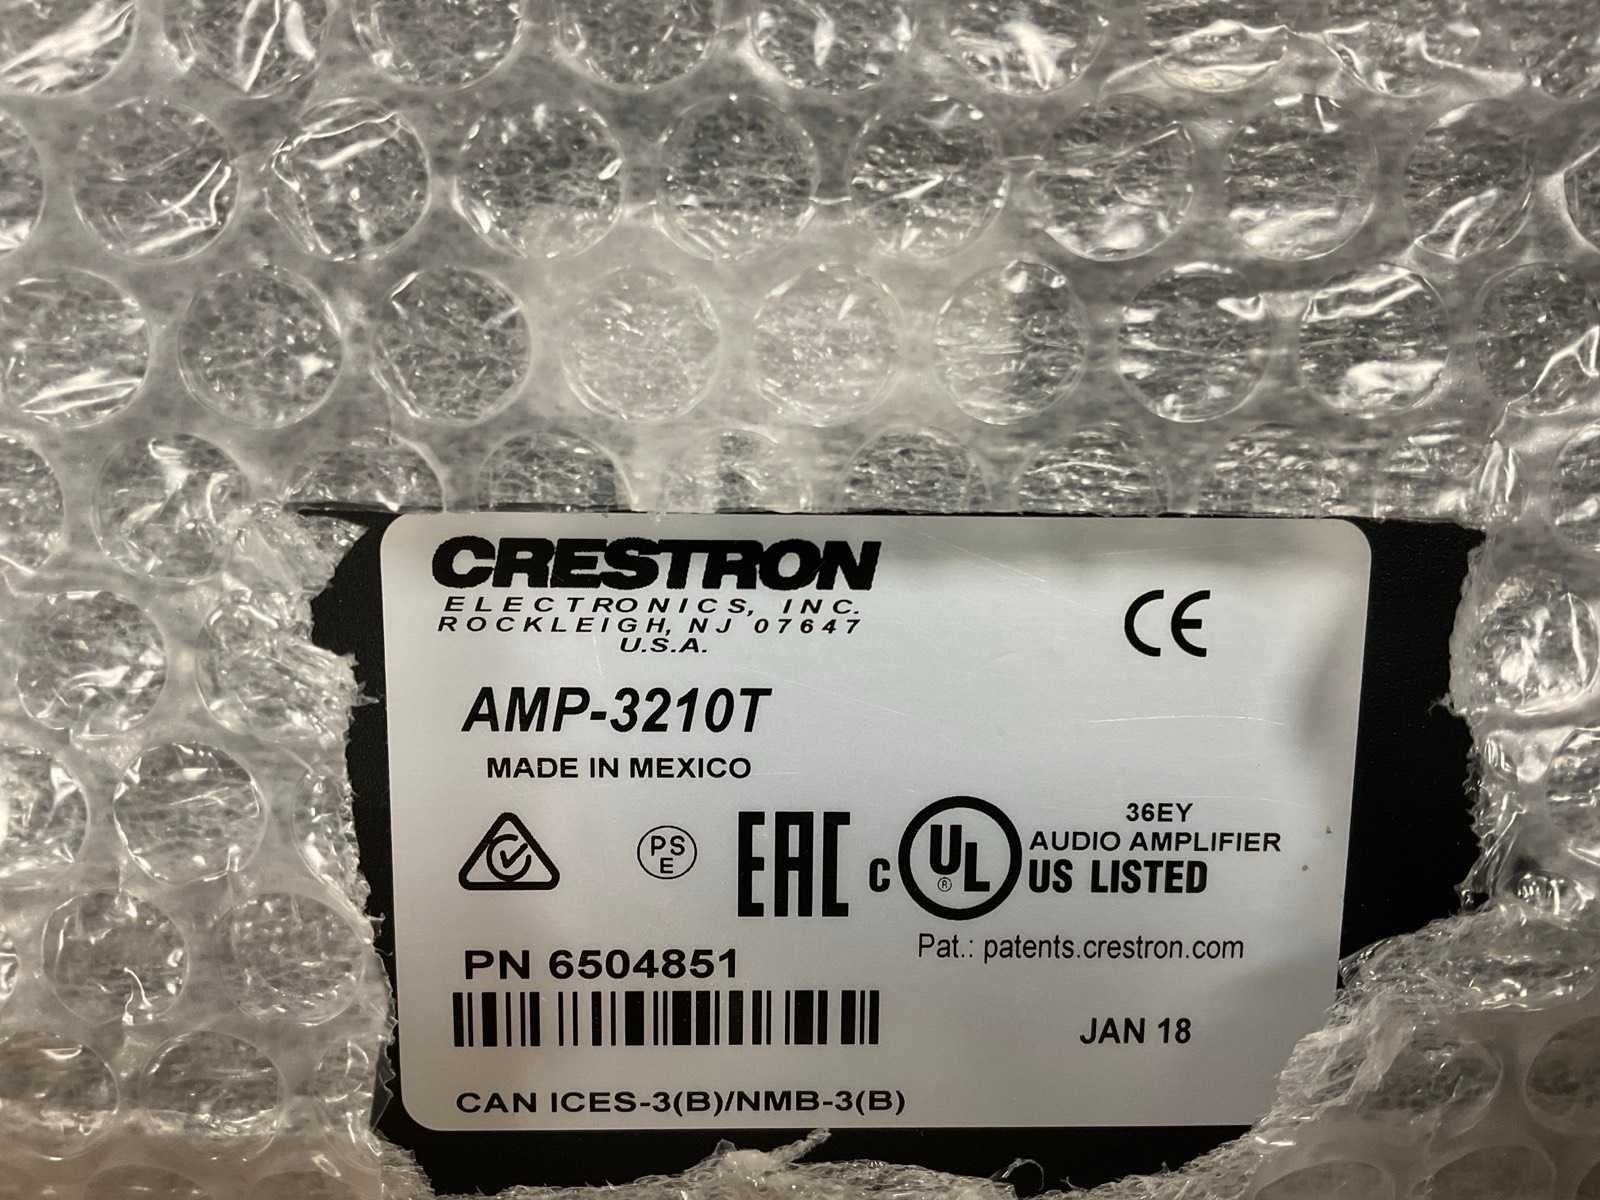 CRESTRON
ELECTRONICS, INC.
ROCKLEIGH, NJ 07647
U.S.A.
CE
AMP-3210T
MADE IN MEXICO
PS
E
EAC
C UL ® US LISTED
36EY
AUDIO AMPLIFIER
Pat.: patents.crestron.com
PN 6504851
JAN 18
CAN ICES-3(B)/NMB-3(B)